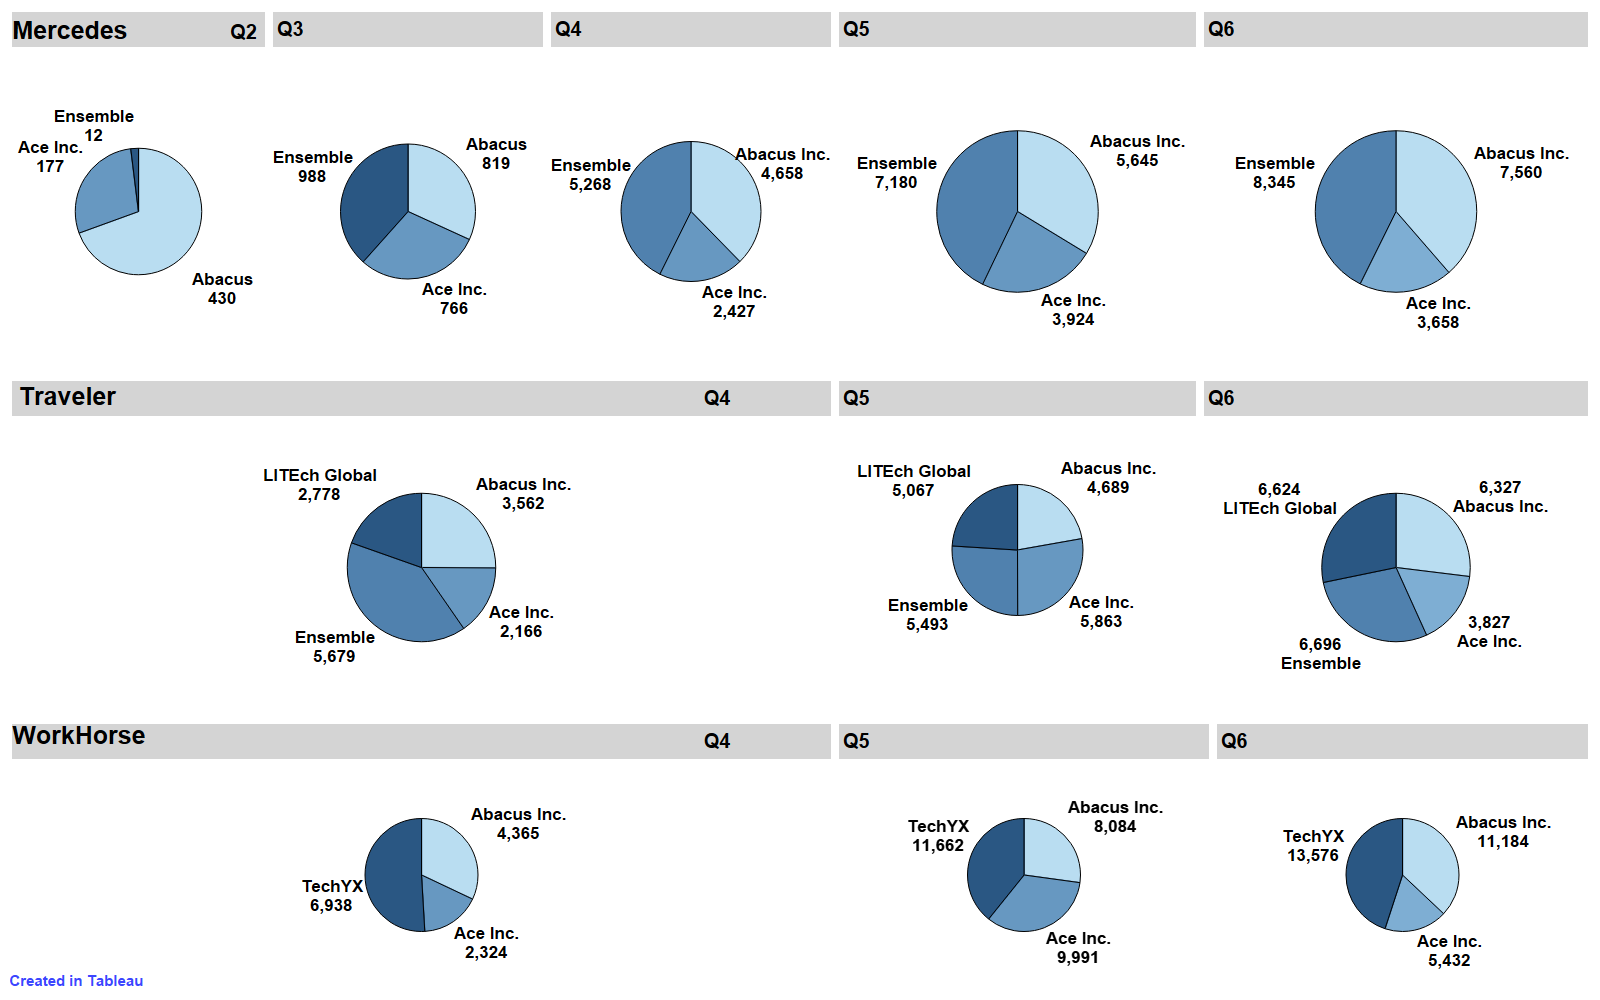 Mercedes Q2 Q3 Q4 Q5 Q6
Ensemble
12
Ace Inc.
177
Abacus
430
Ensemble
988
Abacus
819
Ace Inc.
766
Ensemble
5,268
Abacus Inc.
4,658
Ace Inc.
2,427
Ensemble
7,180
Abacus Inc.
5,645
Ace Inc.
3,924
Ensemble
8,345
Abacus Inc.
7,560
Ace Inc.
3,658
Traveler Q4 Q5 Q6
LITEch Global
2,778
Abacus Inc.
3,562
Ace Inc.
2,166
Ensemble
5,679
LITEch Global
5,067
Abacus Inc.
4,689
Ensemble
5,493
Ace Inc.
5,863
6,624
LITEch Global
6,327
Abacus Inc.
3,827
Ace Inc.
6,696
Ensemble
WorkHorse Q4 Q5 Q6
Abacus Inc.
4,365
TechYX
6,938
Ace Inc.
2,324
TechYX
11,662
Abacus Inc.
8,084
Ace Inc.
9,991
TechYX
13,576
Abacus Inc.
11,184
Ace Inc.
5,432
Created in Tableau